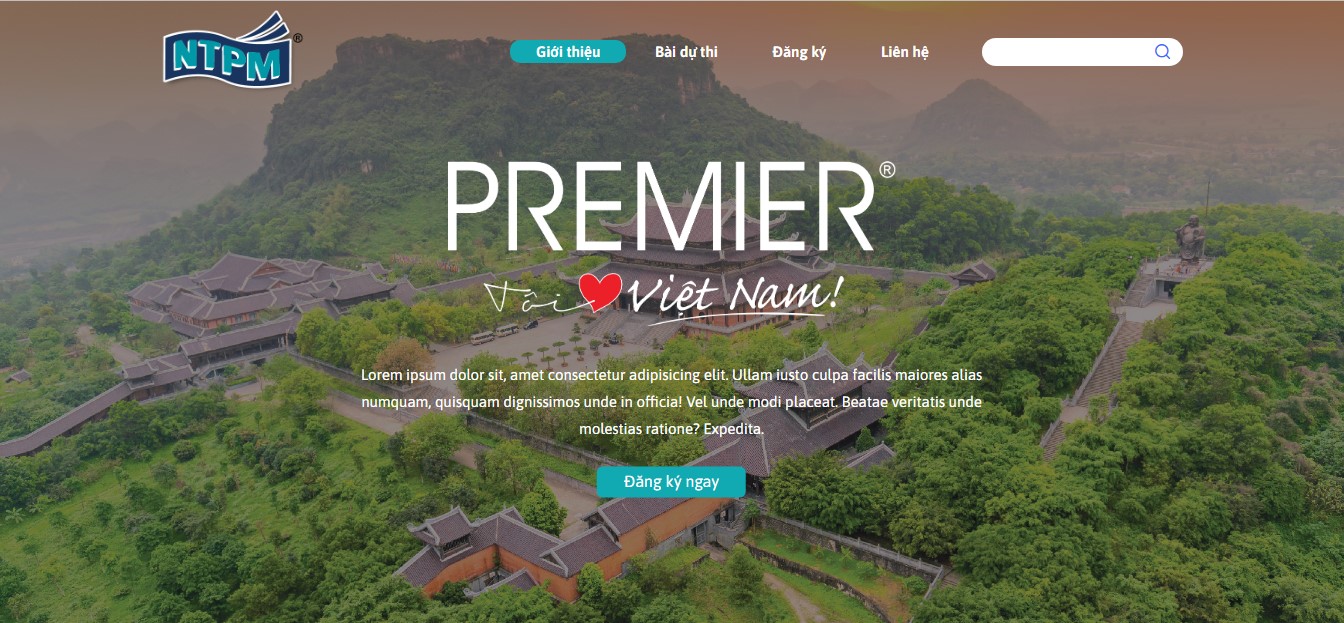 NTPM®
Giới thiệu
Bài dự thi
Đăng ký
Liên hệ
PREMIER®
Tôi ❤ Việt Nam!
Lorem ipsum dolor sit, amet consectetur adipisicing elit. Ullam iusto culpa facilis maiores alias
numquam, quisquam dignissimos unde in officia! Vel unde modi placeat. Beatae veritatis unde
molestias ratione? Expedita.
Đăng ký ngay